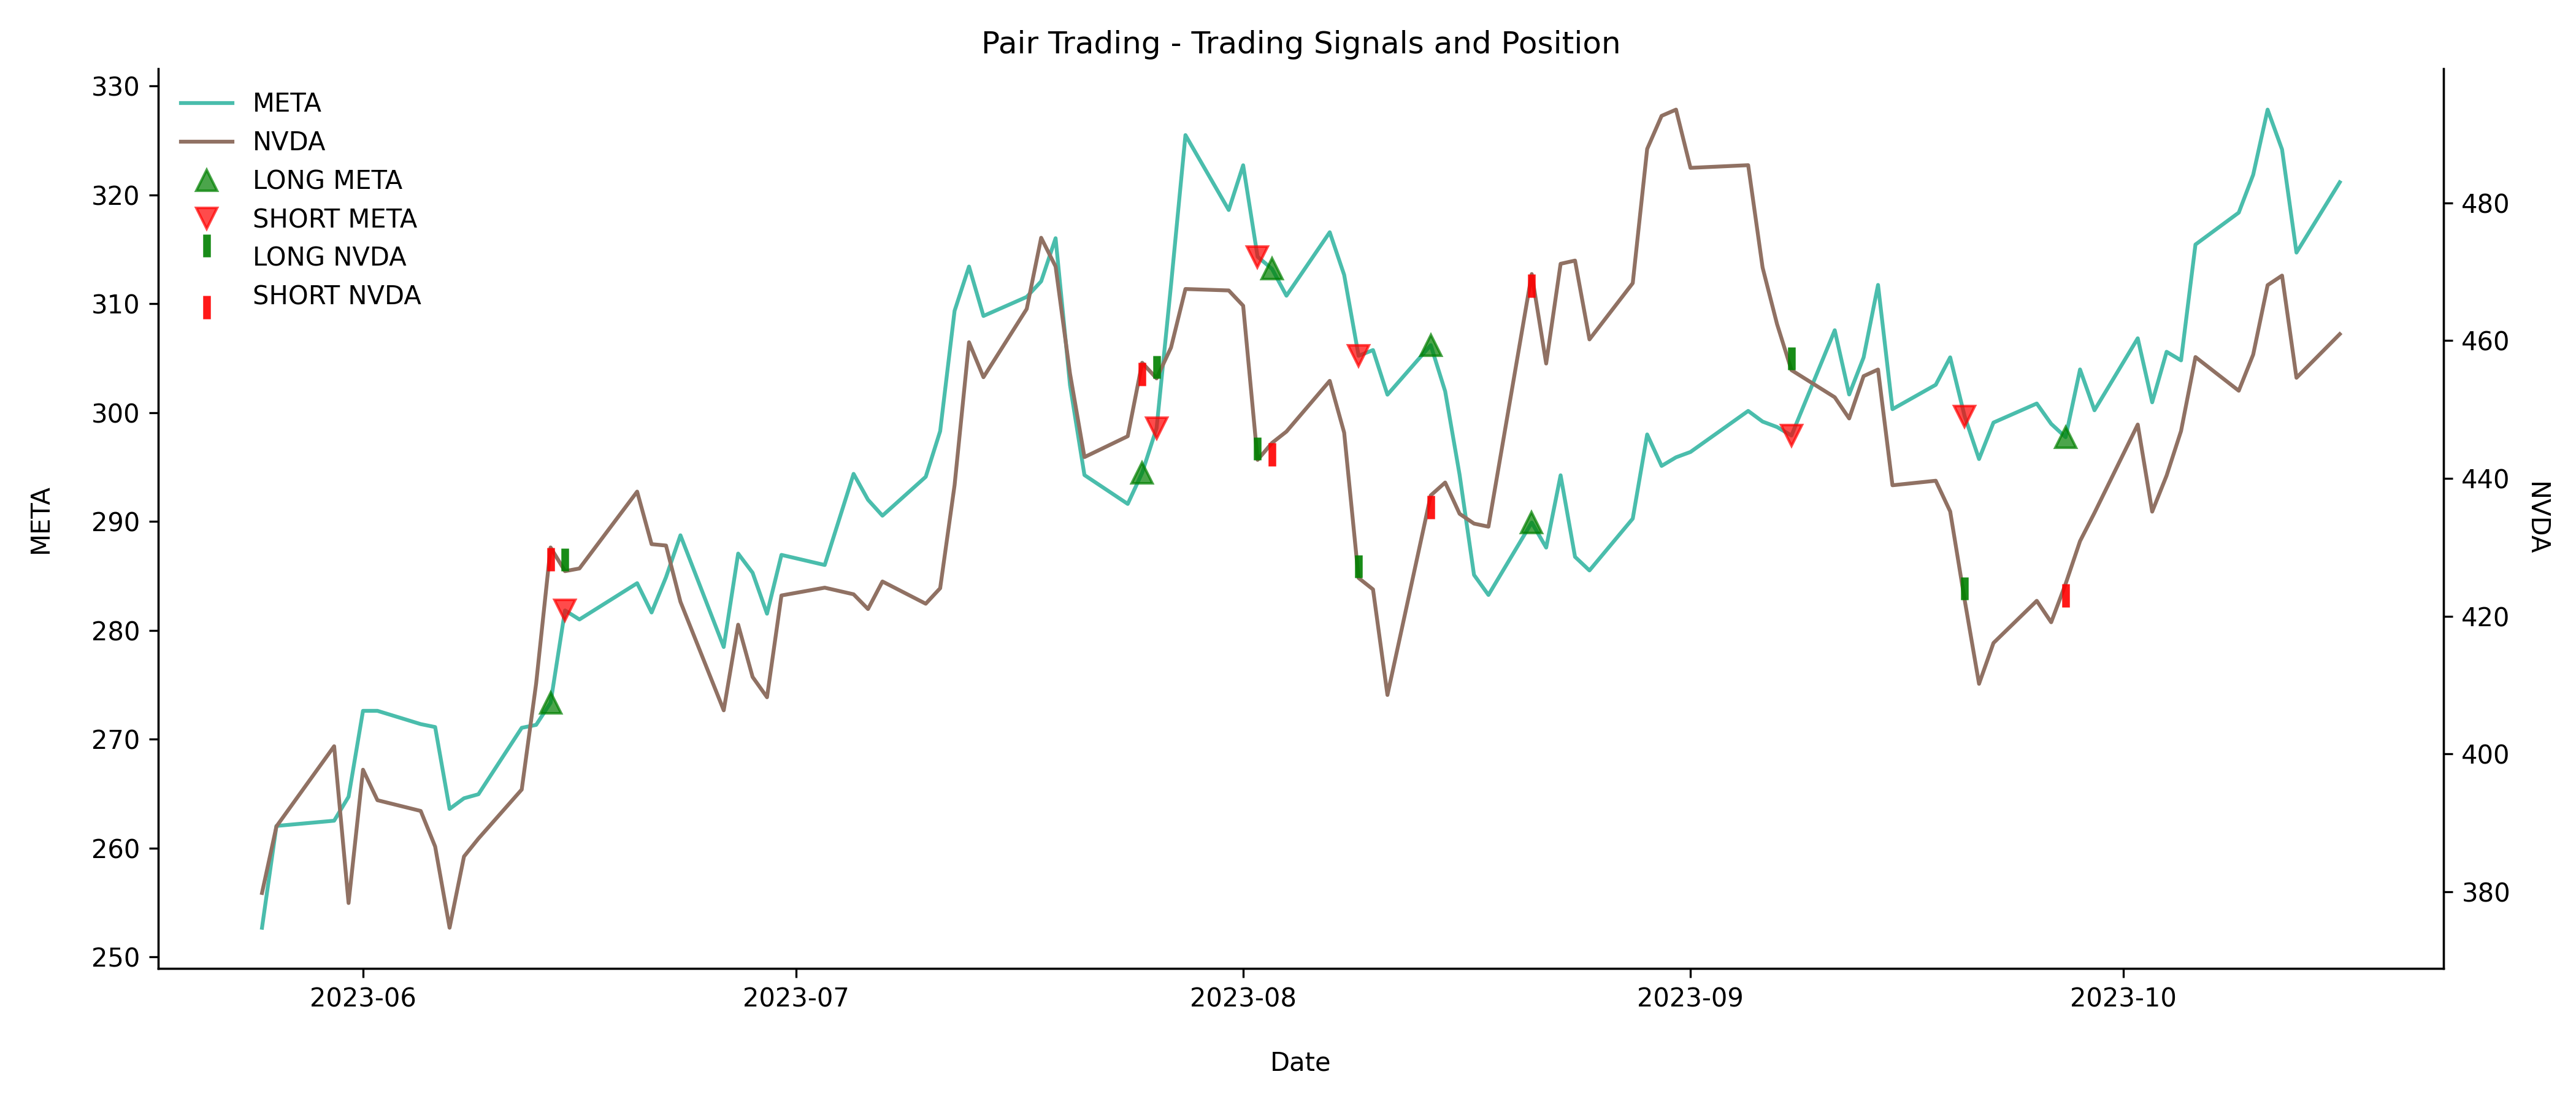 Pair Trading - Trading Signals and Position
META
NVDA
LONG META
SHORT META
LONG NVDA
SHORT NVDA
330
320
310
300
290
280
270
260
250
META
480
460
440
420
400
380
NVDA
2023-06
2023-07
2023-08
2023-09
2023-10
Date